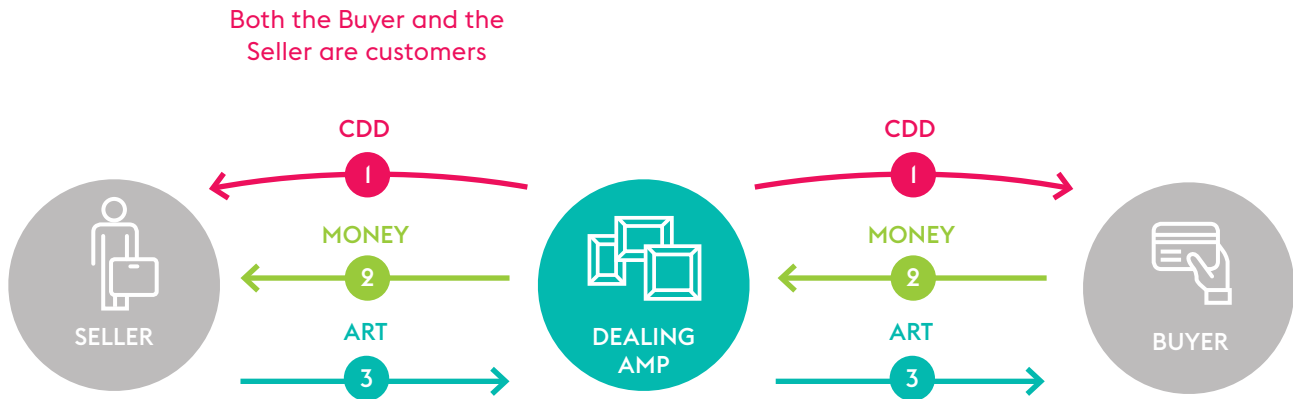 Both the Buyer and the
Seller are customers
CDD
CDD
1
1
MONEY
MONEY
2
2
ART
ART
3
3
SELLER
DEALING
AMP
BUYER